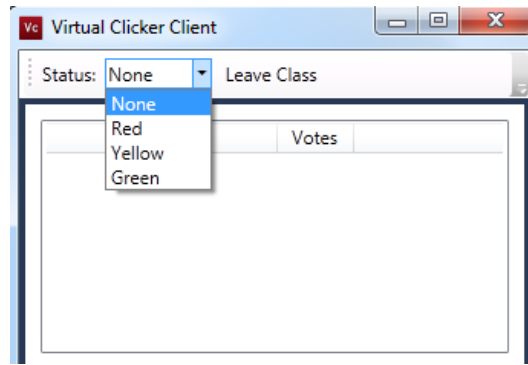 Vc Virtual Clicker Client
Status: None Leave Class
None
Red
Votes
Yellow
Green